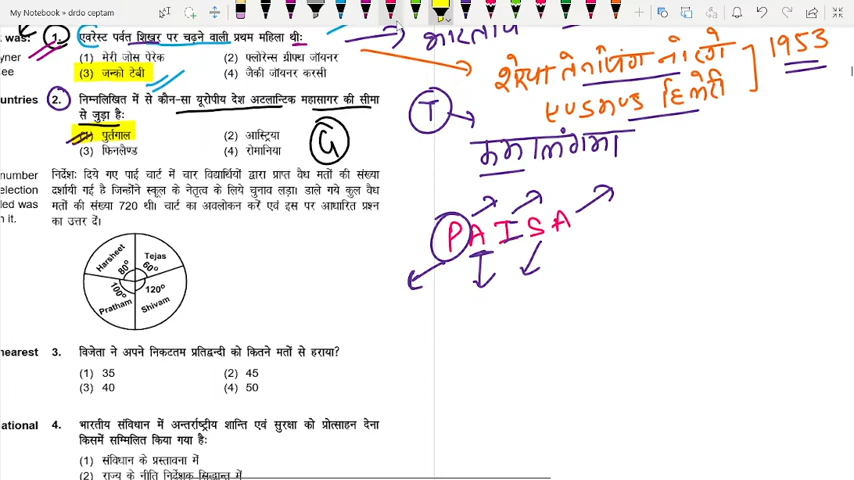 My Notebook » drdo ceptam
was:
1. एवरेस्ट पर्वत शिखर पर चढ़ने वाली प्रथम महिला थी:
yner
(1) मेरी जोस पेरेक (2) फ्लोरेन्स ग्रीफ्थ जॉयनर
see
(3) जन्को टेबी (4) जैकी जॉयनर करसी
untries
2. निम्नलिखित में से कौन-सा यूरोपीय देश अटलान्टिक महासागर की सीमा
से जुड़ा है:
(1) पुर्तगाल (2) आस्ट्रिया
(3) फिनलैण्ड (4) रोमानिया
number
election
ded was
n it.
निर्देश: दिये गए पाई चार्ट में चार विद्यार्थियों द्वारा प्राप्त वैध मतों की संख्या
दर्शायी गई है जिन्होंने स्कूल के नेतृत्व के लिये चुनाव लड़ा। डाले गये कुल वैध
मतों की संख्या 720 थी। चार्ट का अवलोकन करें एवं इस पर आधारित प्रश्न
का उत्तर दें।
Harsheet 80°
Tejas 60°
Pratham 100°
Shivam 120°
nearest
3. विजेता ने अपने निकटतम प्रतिद्वन्दी को कितने मतों से हराया?
(1) 35 (2) 45
(3) 40 (4) 50
ational
4. भारतीय संविधान में अन्तर्राष्ट्रीय शान्ति एवं सुरक्षा को प्रोत्साहन देना
किसमें सम्मिलित किया गया है:
(1) संविधान के प्रस्तावना में
(2) राज्य के नीति निर्देशक सिद्धान्त में
भारतीय
शेरपा तेनजिंग नोरगे
एडमण्ड हिलेरी
1953
T
PAISA